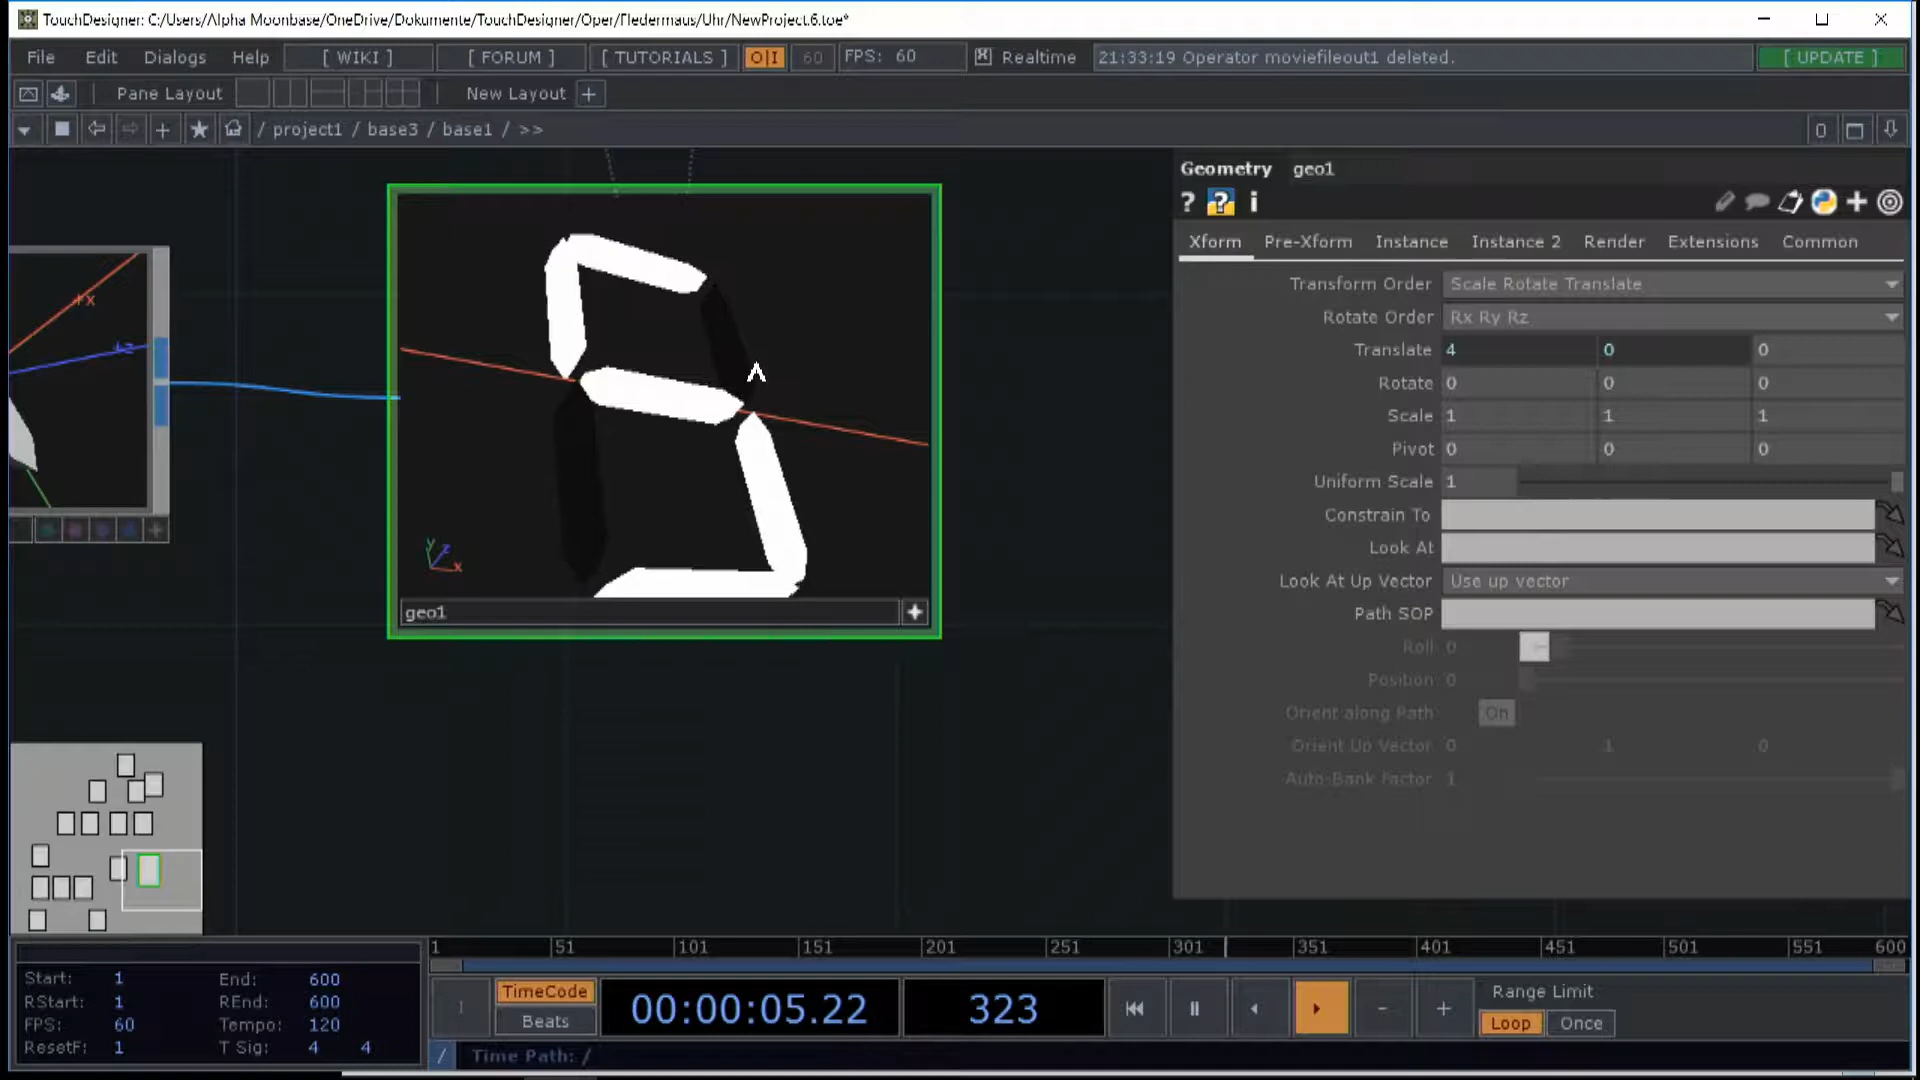 TouchDesigner: C:/Users/Alpha Moonbase/OneDrive/Dokumente/TouchDesigner/Oper/Fledermaus/Uhr/NewProject.6.toe*
File Edit Dialogs Help [ WIKI ] [ FORUM ] [ TUTORIALS ] O|I 60 FPS: 60 Realtime 21:33:19 Operator moviefileout1 deleted. [ UPDATE ]
Pane Layout New Layout +
/ project1 / base3 / base1 / >> 0
Geometry geo1
? ? i
Xform Pre-Xform Instance Instance 2 Render Extensions Common
Transform Order Scale Rotate Translate
Rotate Order Rx Ry Rz
Translate 4 0 0
Rotate 0 0 0
Scale 1 1 1
Pivot 0 0 0
Uniform Scale 1
Constrain To
Look At
Look At Up Vector Use up vector
Path SOP
Roll 0
Position 0
Orient along Path On
Orient Up Vector 0 1 0
Auto-Bank Factor 1
+x
+z
y z x
geo1
1 51 101 151 201 251 301 351 401 451 501 551 600
Start: 1 End: 600
RStart: 1 REnd: 600
FPS: 60 Tempo: 120
ResetF: 1 T Sig: 4 4
TimeCode
Beats
00:00:05.22
323
Range Limit
Loop Once
/ Time Path: /